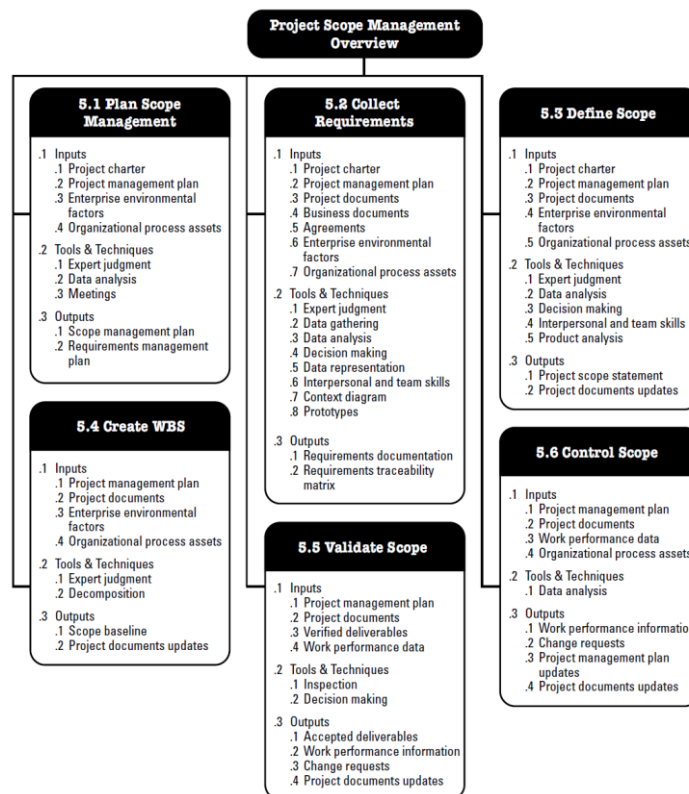 Project Scope Management
Overview
5.1 Plan Scope
Management
.1 Inputs
.1 Project charter
.2 Project management plan
.3 Enterprise environmental
factors
.4 Organizational process assets
.2 Tools & Techniques
.1 Expert judgment
.2 Data analysis
.3 Meetings
.3 Outputs
.1 Scope management plan
.2 Requirements management
plan
5.2 Collect
Requirements
.1 Inputs
.1 Project charter
.2 Project management plan
.3 Project documents
.4 Business documents
.5 Agreements
.6 Enterprise environmental
factors
.7 Organizational process assets
.2 Tools & Techniques
.1 Expert judgment
.2 Data gathering
.3 Data analysis
.4 Decision making
.5 Data representation
.6 Interpersonal and team skills
.7 Context diagram
.8 Prototypes
.3 Outputs
.1 Requirements documentation
.2 Requirements traceability
matrix
5.3 Define Scope
.1 Inputs
.1 Project charter
.2 Project management plan
.3 Project documents
.4 Enterprise environmental
factors
.5 Organizational process assets
.2 Tools & Techniques
.1 Expert judgment
.2 Data analysis
.3 Decision making
.4 Interpersonal and team skills
.5 Product analysis
.3 Outputs
.1 Project scope statement
.2 Project documents updates
5.4 Create WBS
.1 Inputs
.1 Project management plan
.2 Project documents
.3 Enterprise environmental
factors
.4 Organizational process assets
.2 Tools & Techniques
.1 Expert judgment
.2 Decomposition
.3 Outputs
.1 Scope baseline
.2 Project documents updates
5.5 Validate Scope
.1 Inputs
.1 Project management plan
.2 Project documents
.3 Verified deliverables
.4 Work performance data
.2 Tools & Techniques
.1 Inspection
.2 Decision making
.3 Outputs
.1 Accepted deliverables
.2 Work performance information
.3 Change requests
.4 Project documents updates
5.6 Control Scope
.1 Inputs
.1 Project management plan
.2 Project documents
.3 Work performance data
.4 Organizational process assets
.2 Tools & Techniques
.1 Data analysis
.3 Outputs
.1 Work performance information
.2 Change requests
.3 Project management plan
updates
.4 Project documents updates